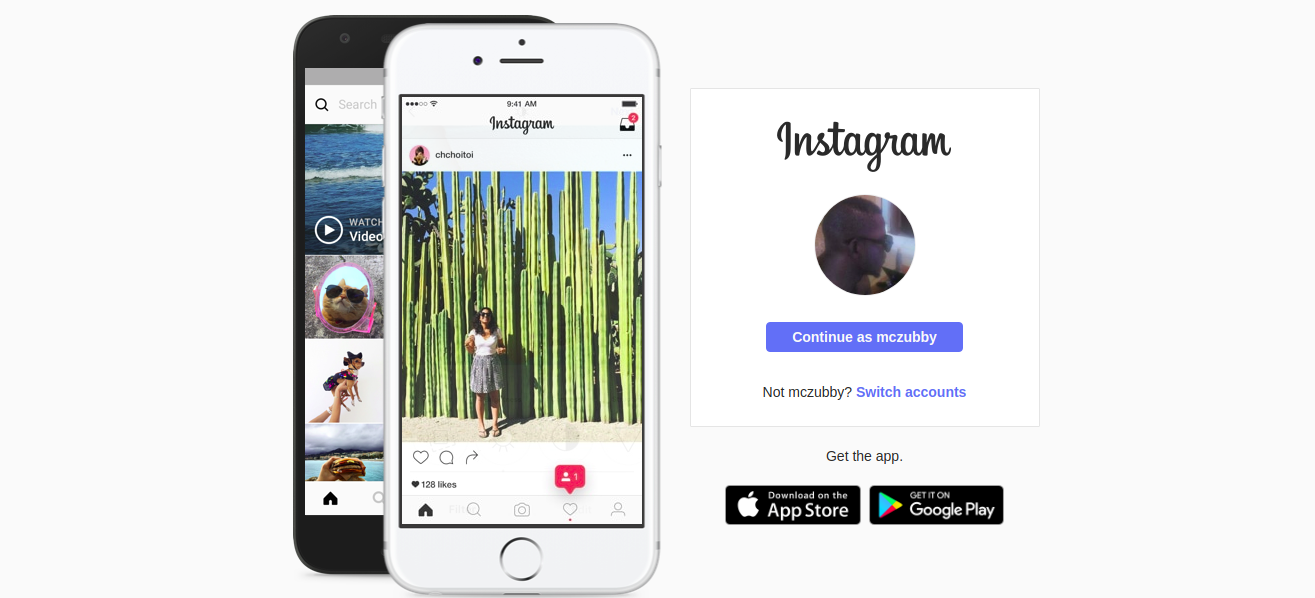 Search
WATCH
Video
9:41 AM
Instagram
2
chchoitoi
1
128 likes
Instagram
Continue as mczubby
Not mczubby? Switch accounts
Get the app.
Download on the
App Store
GET IT ON
Google Play